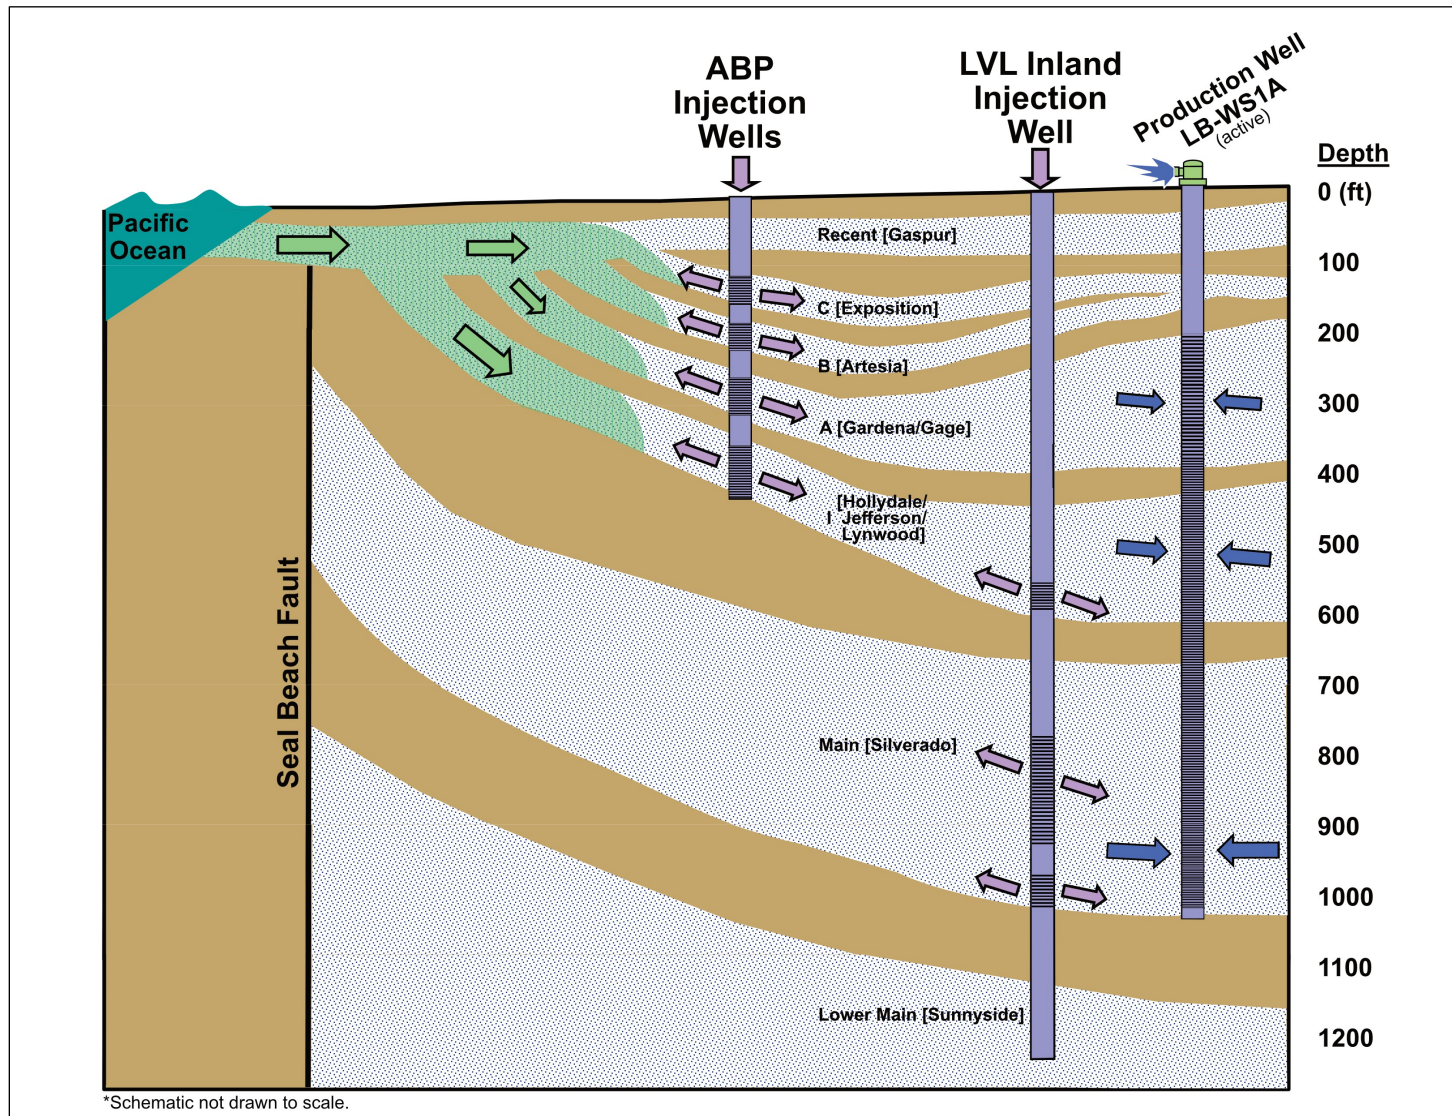 ABP
Injection
Wells
LVL Inland
Injection
Well
Production Well
LB-WS1A
(active)
Depth
0 (ft)
100
200
300
400
500
600
700
800
900
1000
1100
1200
Pacific
Ocean
Seal Beach Fault
Recent [Gaspur]
C [Exposition]
B [Artesia]
A [Gardena/Gage]
[Hollydale/
I Jefferson/
Lynwood]
Main [Silverado]
Lower Main [Sunnyside]
*Schematic not drawn to scale.